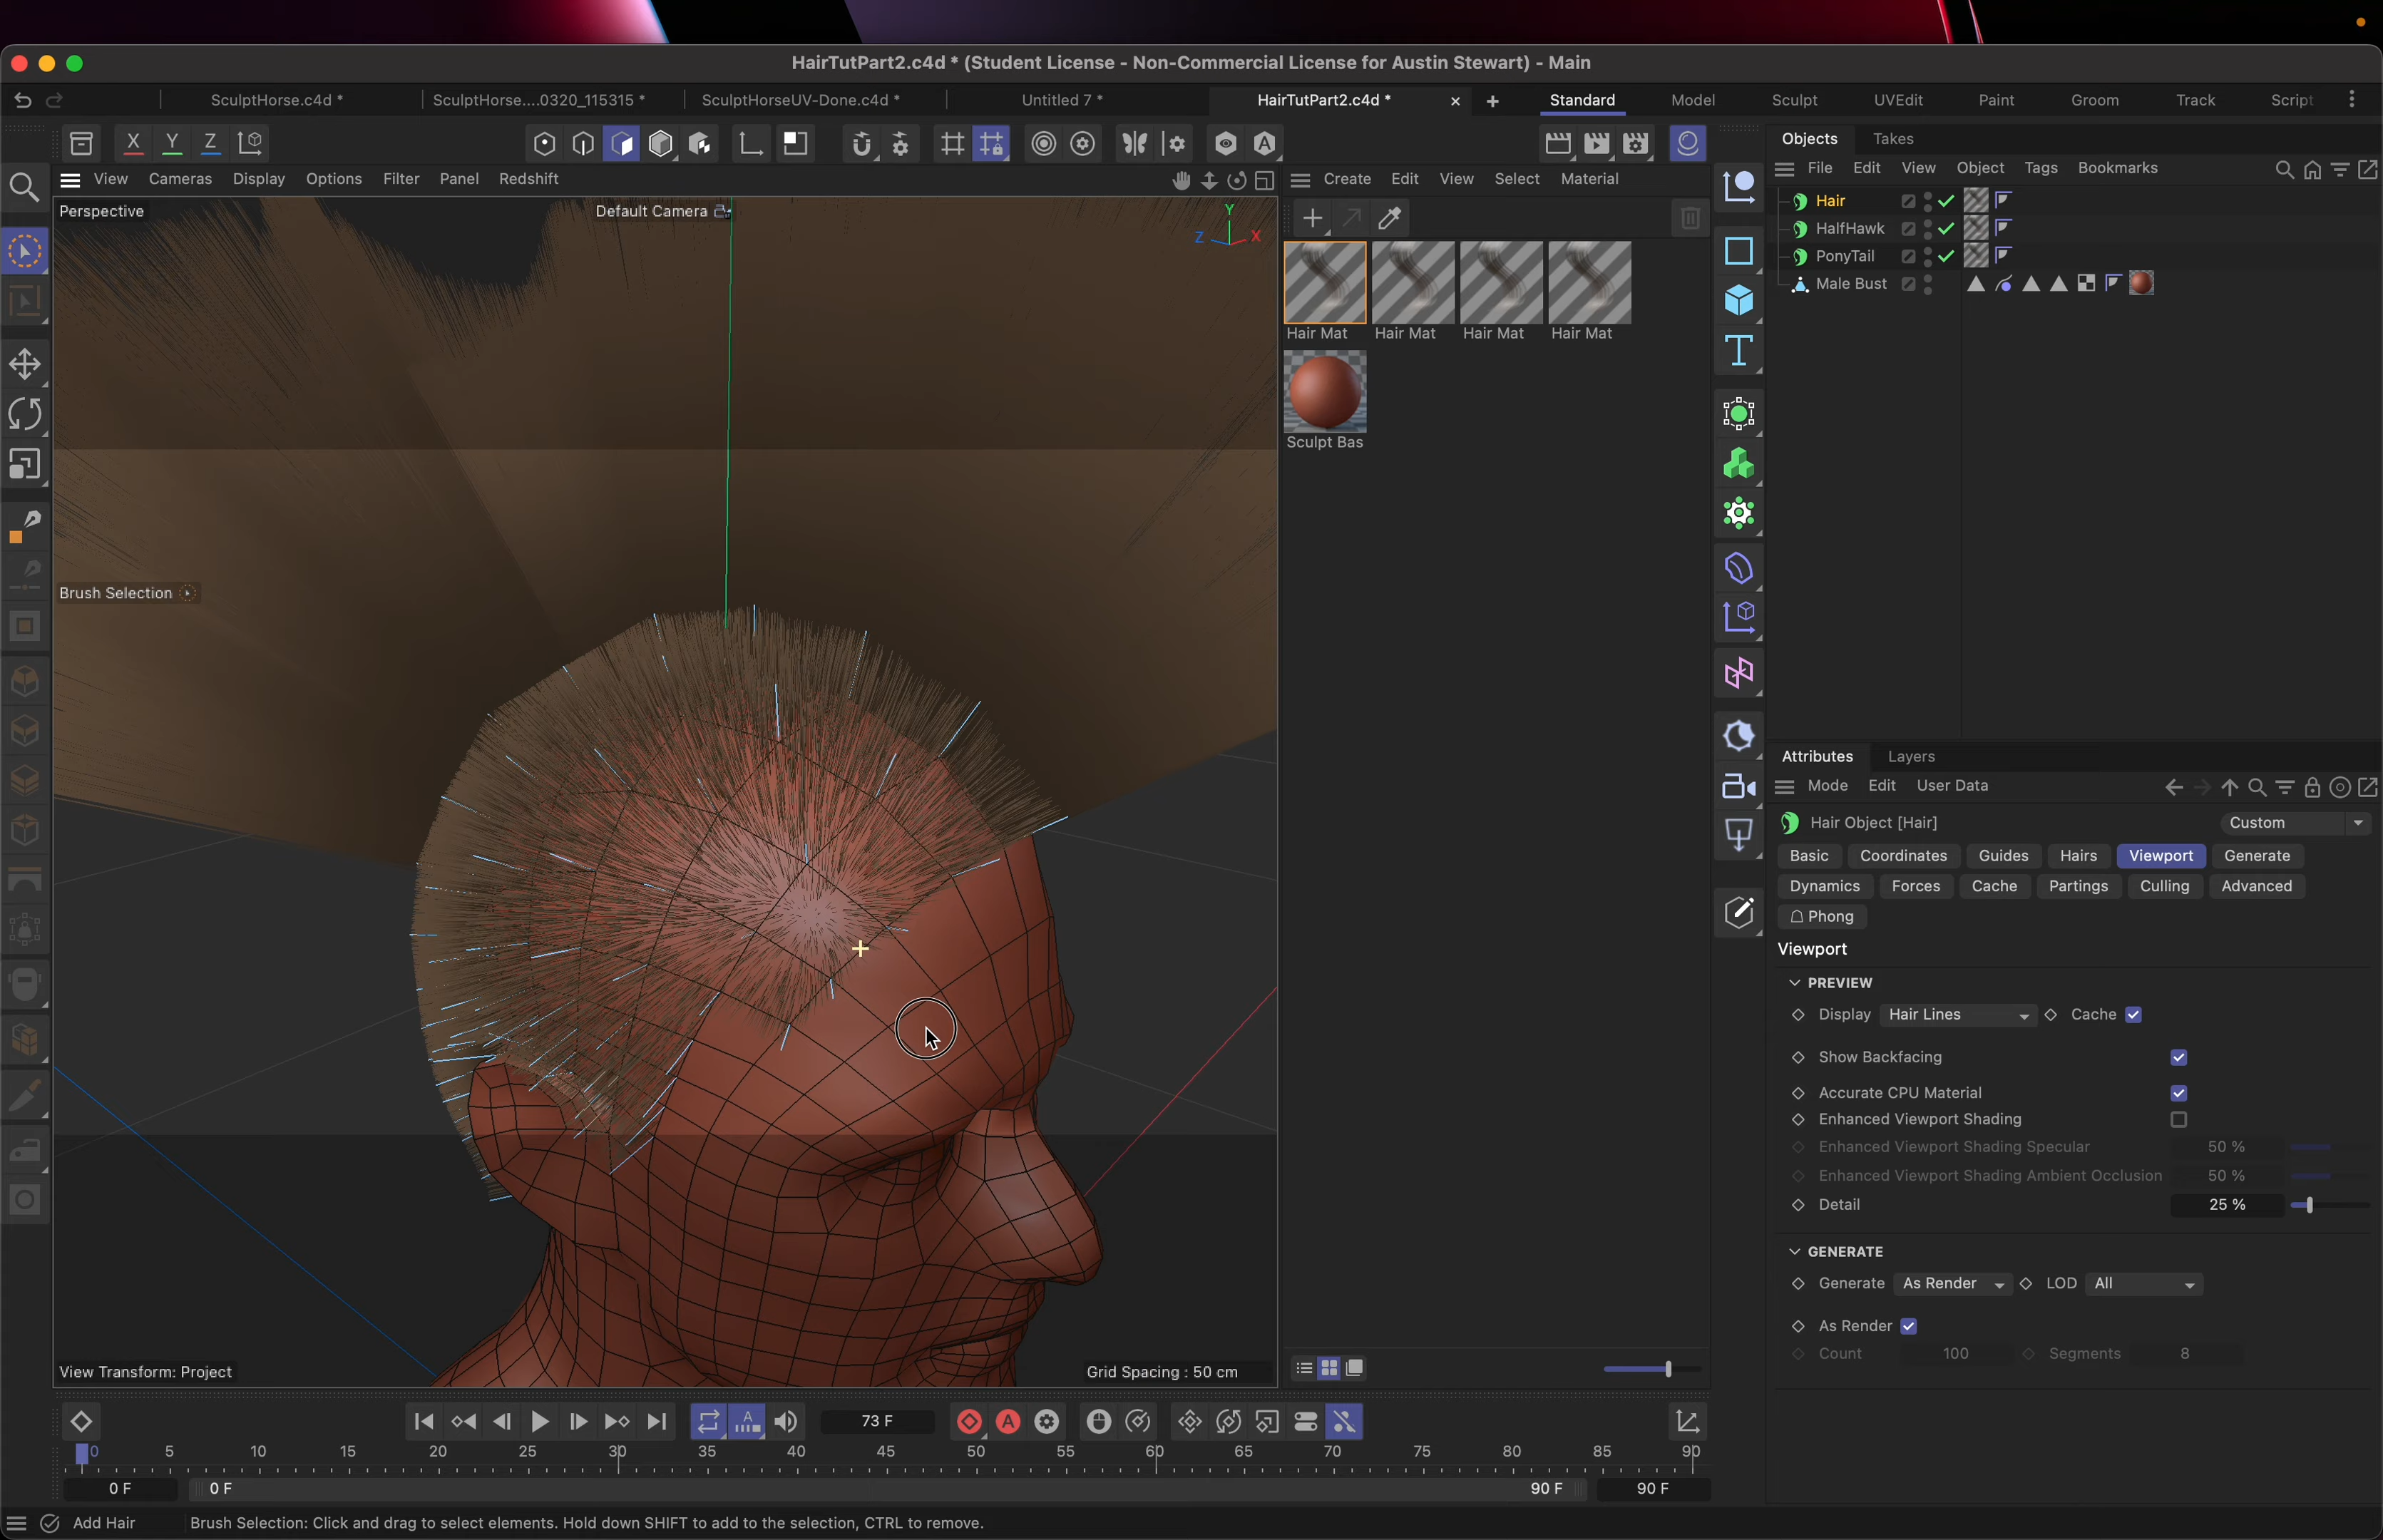 HairTutPart2.c4d * (Student License - Non-Commercial License for Austin Stewart) - Main
SculptHorse.c4d * SculptHorse....0320_115315 * SculptHorseUV-Done.c4d * Untitled 7 * HairTutPart2.c4d * Standard Model Sculpt UVEdit Paint Groom Track Script
X Y Z
Objects Takes
View Cameras Display Options Filter Panel Redshift
Create Edit View Select Material
File Edit View Object Tags Bookmarks
Perspective
Default Camera
Y
Z X
Hair
HalfHawk
PonyTail
Male Bust
Hair Mat Hair Mat Hair Mat Hair Mat
Sculpt Bas
Brush Selection
Attributes Layers
Mode Edit User Data
Hair Object [Hair] Custom
Basic Coordinates Guides Hairs Viewport Generate
Dynamics Forces Cache Partings Culling Advanced
Phong
Viewport
PREVIEW
Display Hair Lines Cache
Show Backfacing
Accurate CPU Material
Enhanced Viewport Shading
Enhanced Viewport Shading Specular 50 %
Enhanced Viewport Shading Ambient Occlusion 50 %
Detail 25 %
GENERATE
Generate As Render LOD All
As Render
Count 100 Segments 8
View Transform: Project
Grid Spacing : 50 cm
73 F
0 5 10 15 20 25 30 35 40 45 50 55 60 65 70 75 80 85 90
0 F 0 F 90 F 90 F
Add Hair Brush Selection: Click and drag to select elements. Hold down SHIFT to add to the selection, CTRL to remove.